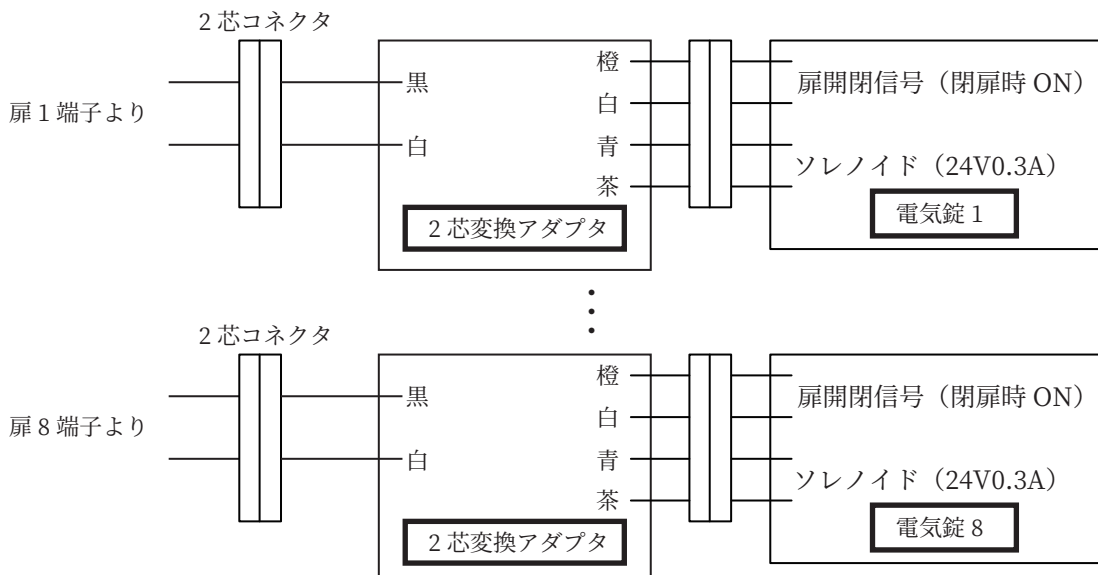 2 芯コネクタ
扉 1 端子より
黒
白
2 芯変換アダプタ
橙
白
青
茶
扉開閉信号（閉扉時 ON）
ソレノイド（24V0.3A）
電気錠 1
2 芯コネクタ
扉 8 端子より
黒
白
2 芯変換アダプタ
橙
白
青
茶
扉開閉信号（閉扉時 ON）
ソレノイド（24V0.3A）
電気錠 8